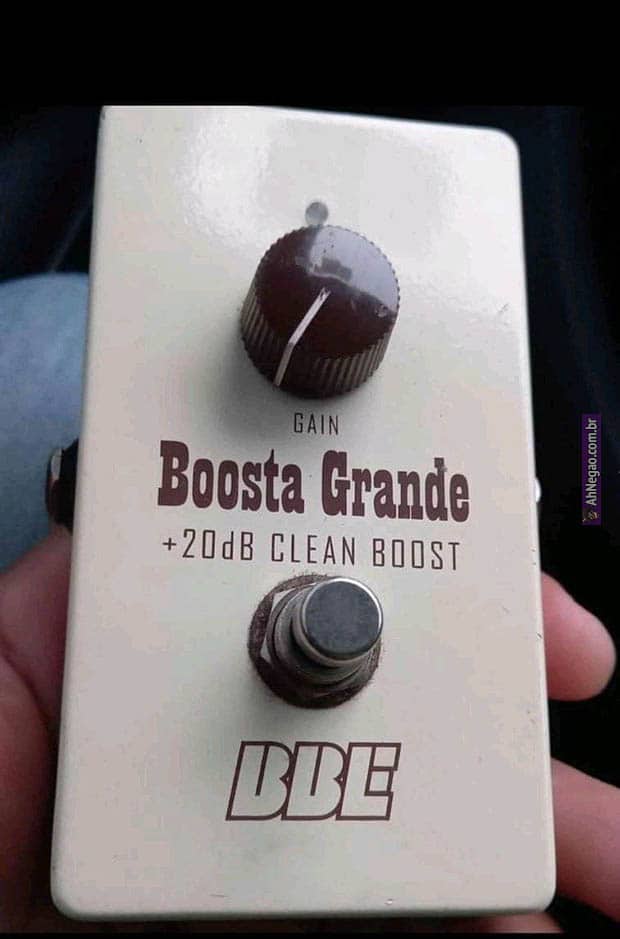 GAIN
Boosta Grande
+20dB CLEAN BOOST
BBE
AhNegao.com.br